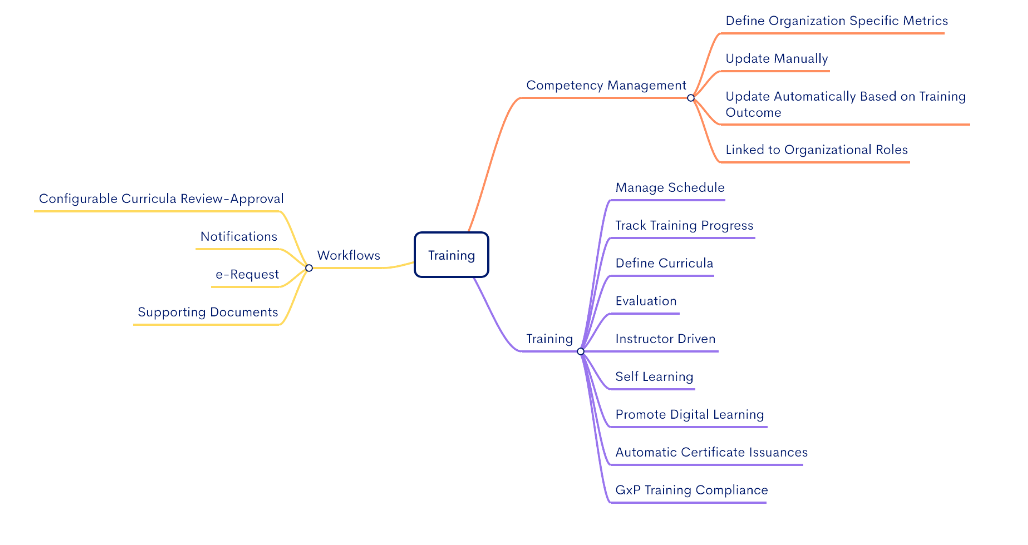 Define Organization Specific Metrics
Update Manually
Competency Management
Update Automatically Based on Training
Outcome
Linked to Organizational Roles
Configurable Curricula Review-Approval
Notifications
Workflows
e-Request
Supporting Documents
Training
Manage Schedule
Track Training Progress
Define Curricula
Evaluation
Training
Instructor Driven
Self Learning
Promote Digital Learning
Automatic Certificate Issuances
GxP Training Compliance